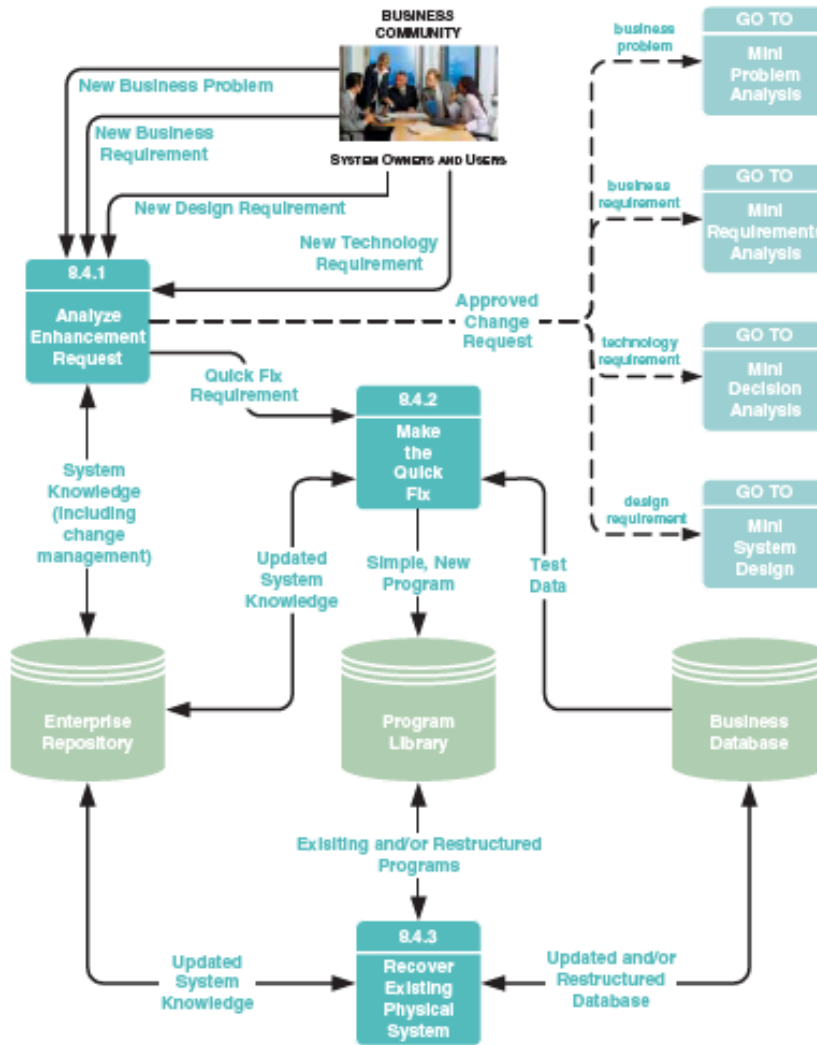 BUSINESS
COMMUNITY
SYSTEM OWNERS AND USERS
New Business Problem
New Business
Requirement
New Design Requirement
New Technology
Requirement
business
problem
GO TO
Mini
Problem
Analysis
business
requirement
GO TO
Mini
Requirements
Analysis
8.4.1
Analyze
Enhancement
Request
Approved
Change
Request
technology
requirement
GO TO
Mini
Decision
Analysis
Quick Fix
Requirement
8.4.2
Make
the
Quick
Fix
design
requirement
GO TO
Mini
System
Design
System
Knowledge
(including
change
management)
Updated
System
Knowledge
Simple, New
Program
Test
Data
Enterprise
Repository
Program
Library
Business
Database
Exisiting and/or Restructured
Programs
8.4.3
Recover
Existing
Physical
System
Updated
System
Knowledge
Updated and/or
Restructured
Database